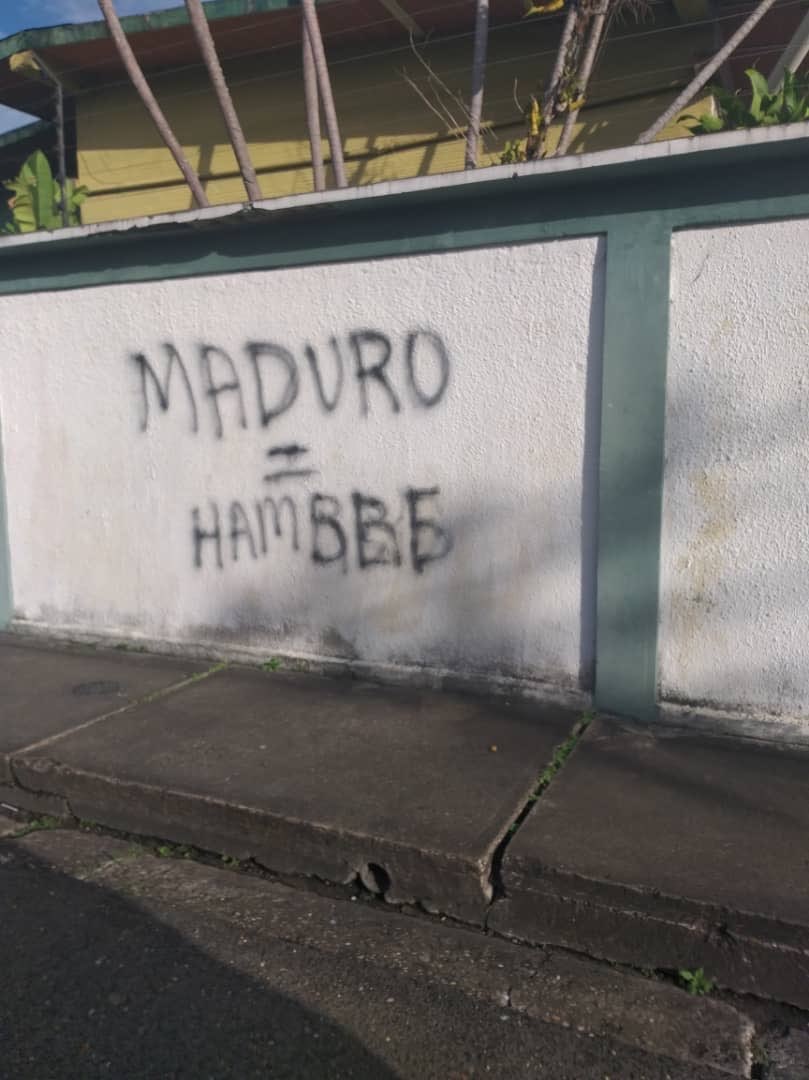 MADURO
=
HAMBRE